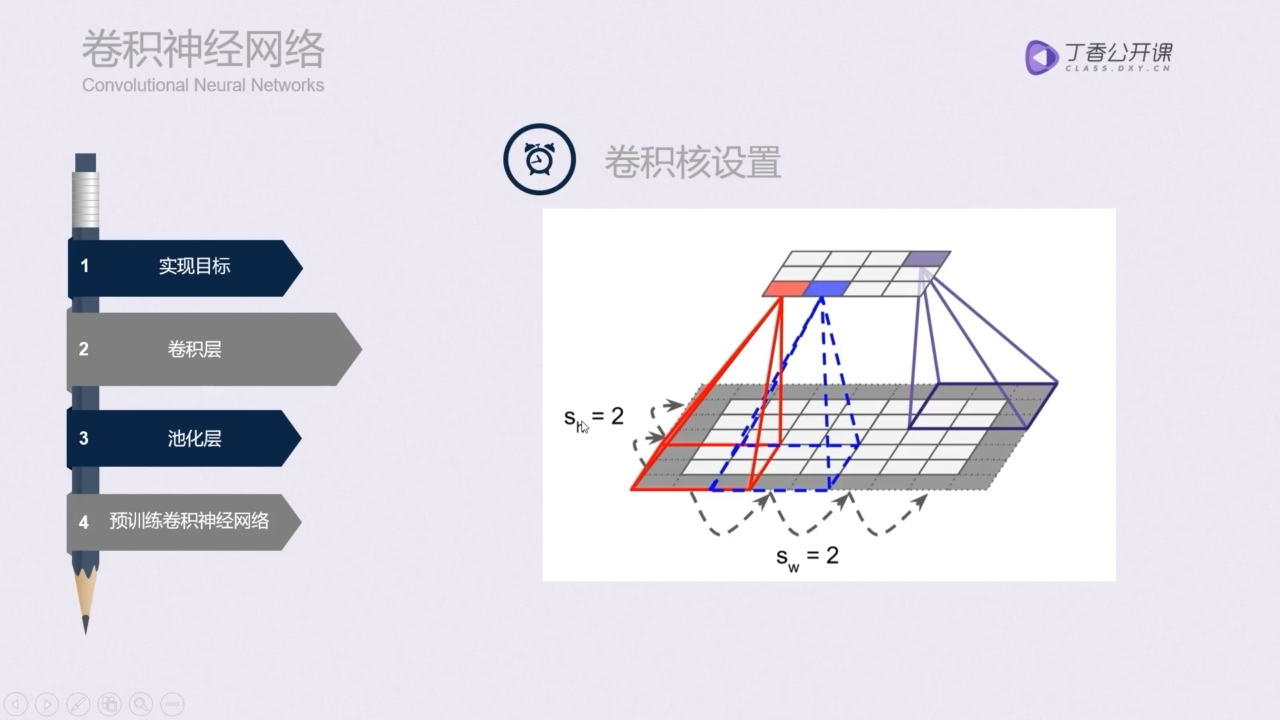 卷积神经网络
Convolutional Neural Networks
丁香公开课
CLASS.DXY.CN
卷积核设置
1 实现目标
2 卷积层
3 池化层
4 预训练卷积神经网络
sh = 2
sw = 2